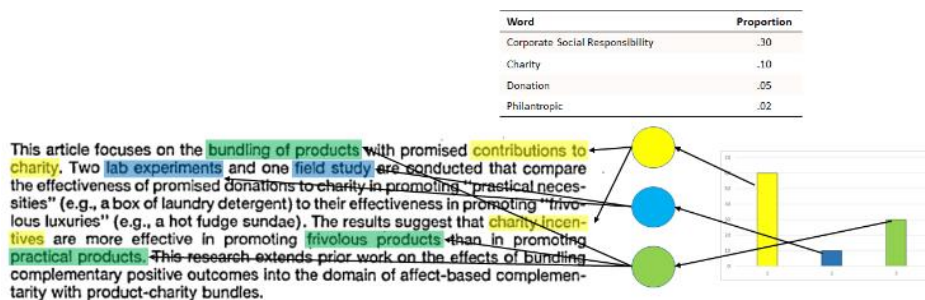 Word Proportion
Corporate Social Responsibility .30
Charity .10
Donation .05
Philantropic .02
This article focuses on the bundling of products with promised contributions to
charity. Two lab experiments and one field study are conducted that compare
the effectiveness of promised donations to charity in promoting "practical neces-
sities" (e.g., a box of laundry detergent) to their effectiveness in promoting "frivo-
lous luxuries" (e.g., a hot fudge sundae). The results suggest that charity incen-
tives are more effective in promoting frivolous products than in promoting
practical products. This research extends prior work on the effects of bundling
complementary positive outcomes into the domain of affect-based complemen-
tarity with product-charity bundles.